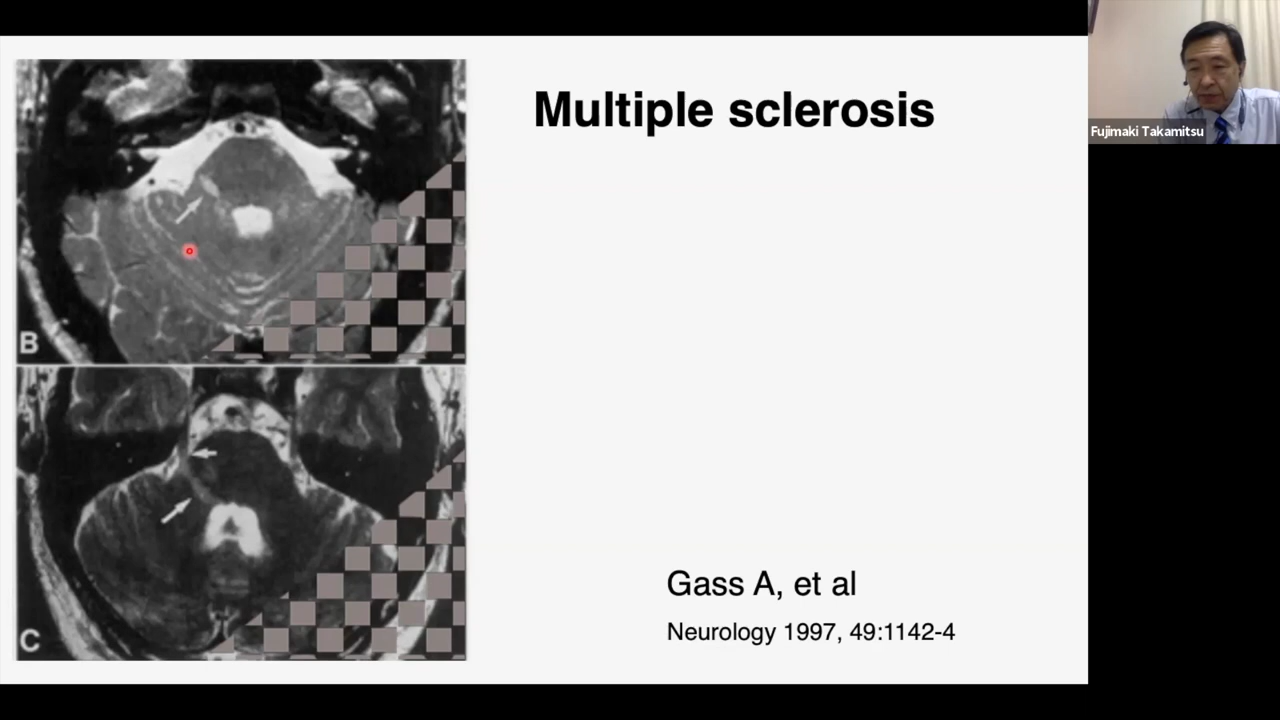 Multiple sclerosis
B
C
Gass A, et al
Neurology 1997, 49:1142-4
Fujimaki Takamitsu